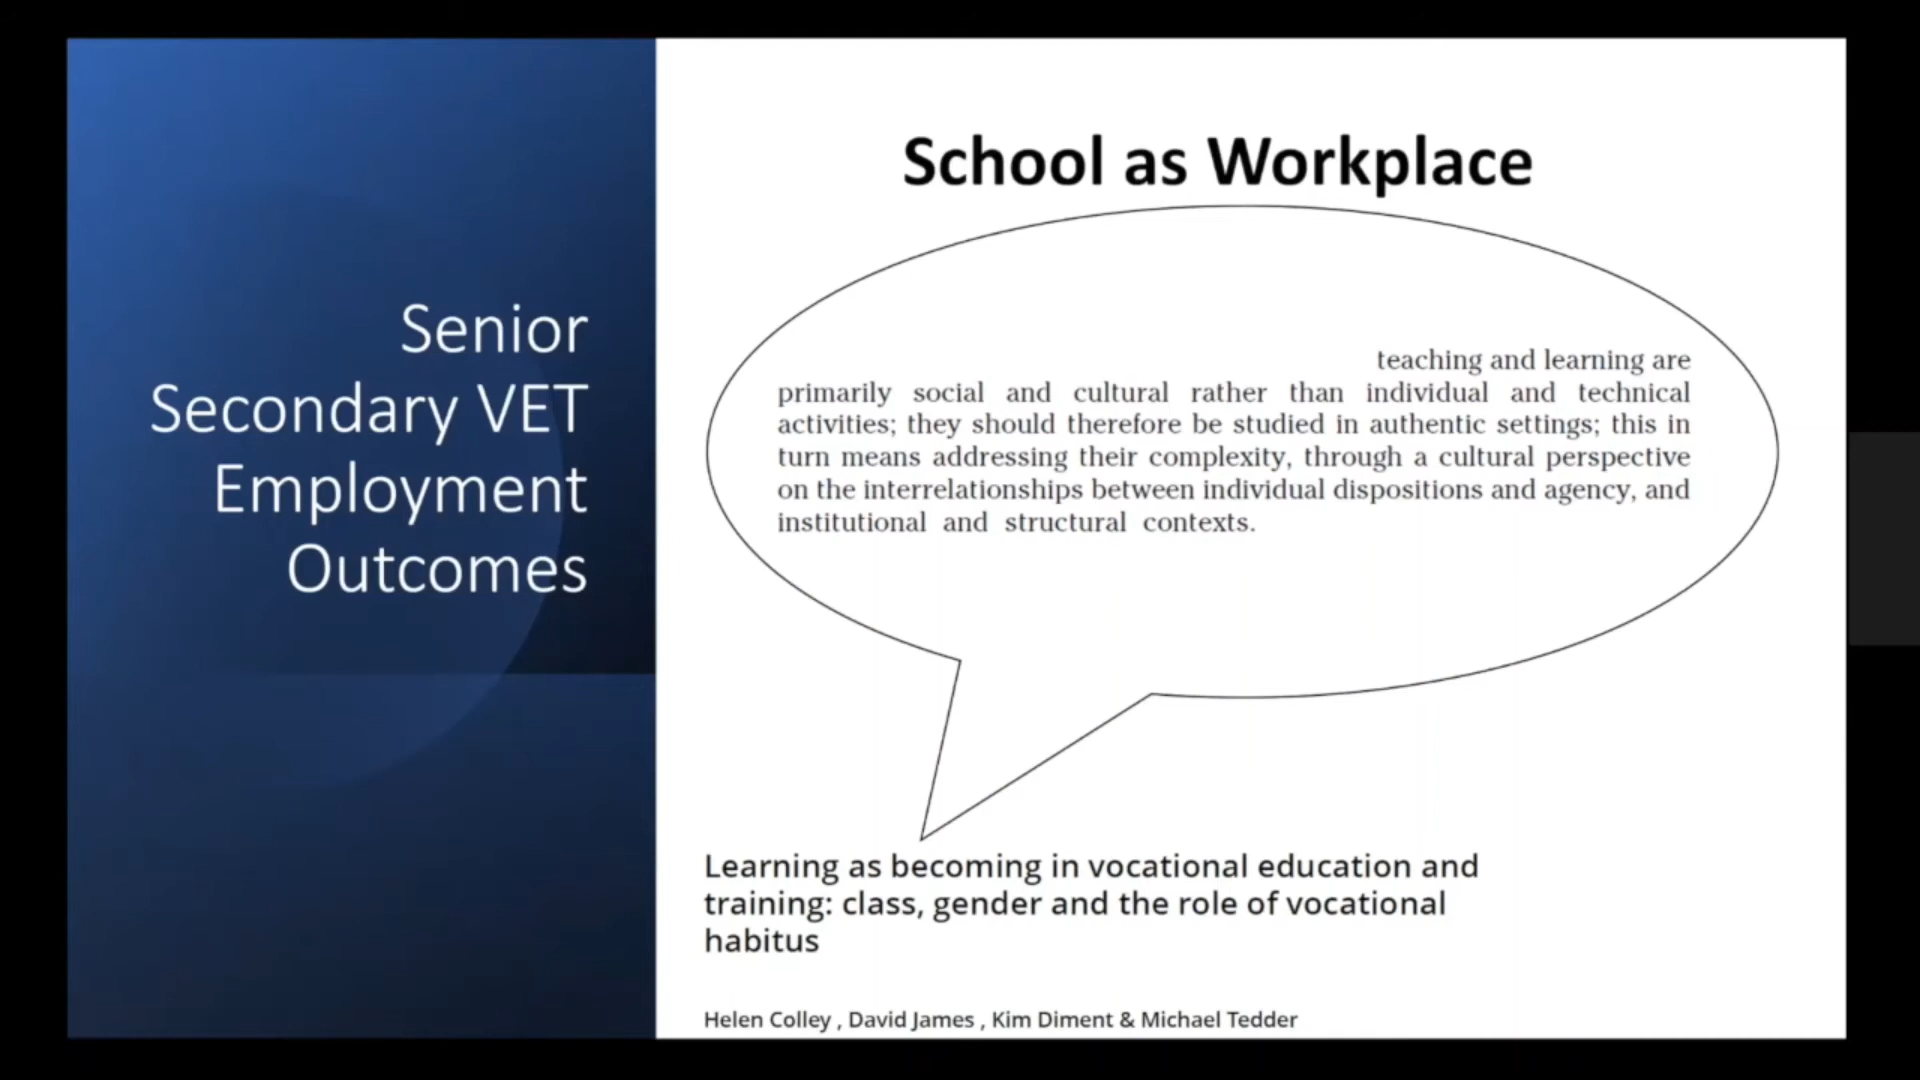 Senior
Secondary VET
Employment
Outcomes
School as Workplace
teaching and learning are
primarily social and cultural rather than individual and technical
activities; they should therefore be studied in authentic settings; this in
turn means addressing their complexity, through a cultural perspective
on the interrelationships between individual dispositions and agency, and
institutional and structural contexts.
Learning as becoming in vocational education and
training: class, gender and the role of vocational
habitus
Helen Colley , David James , Kim Diment & Michael Tedder